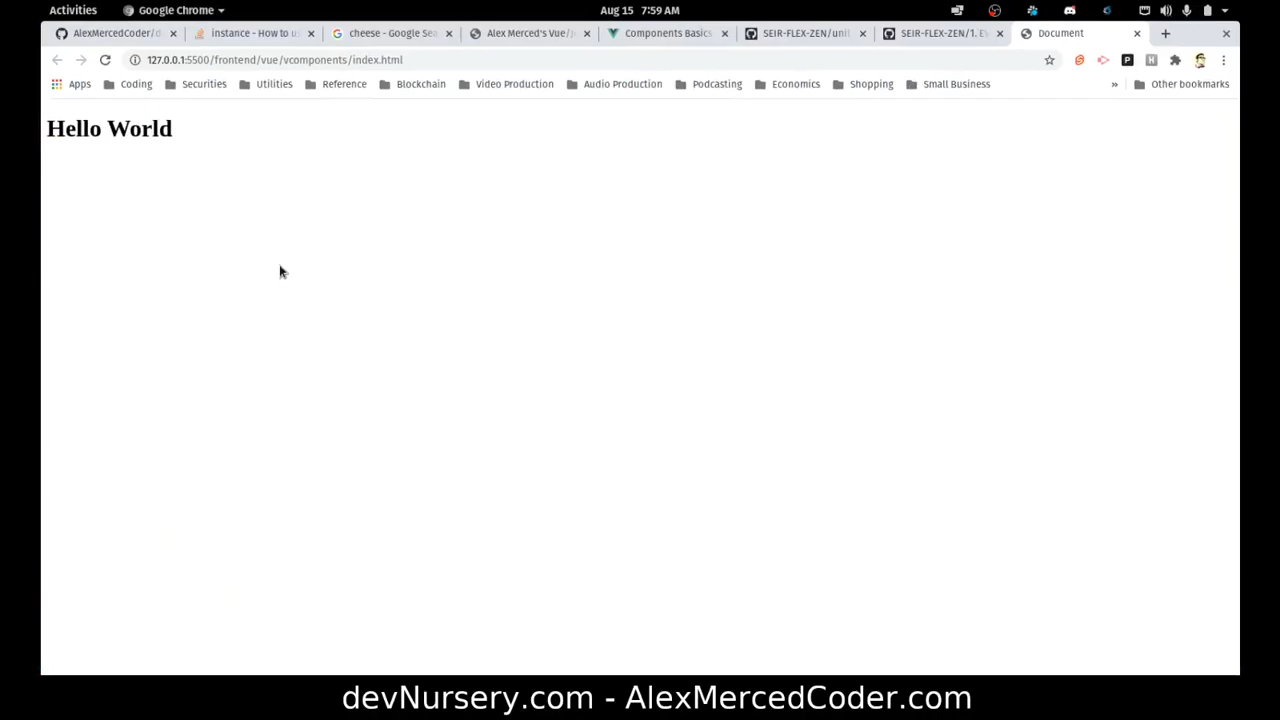 Activities Google Chrome Aug 15 7:59 AM
AlexMercedCoder/d instance - How to u cheese - Google Sea Alex Merced's Vue/J Components Basics SEIR-FLEX-ZEN/unit SEIR-FLEX-ZEN/1. Ev Document
127.0.0.1:5500/frontend/vue/vcomponents/index.html
Apps Coding Securities Utilities Reference Blockchain Video Production Audio Production Podcasting Economics Shopping Small Business » Other bookmarks
Hello World
devNursery.com - AlexMercedCoder.com